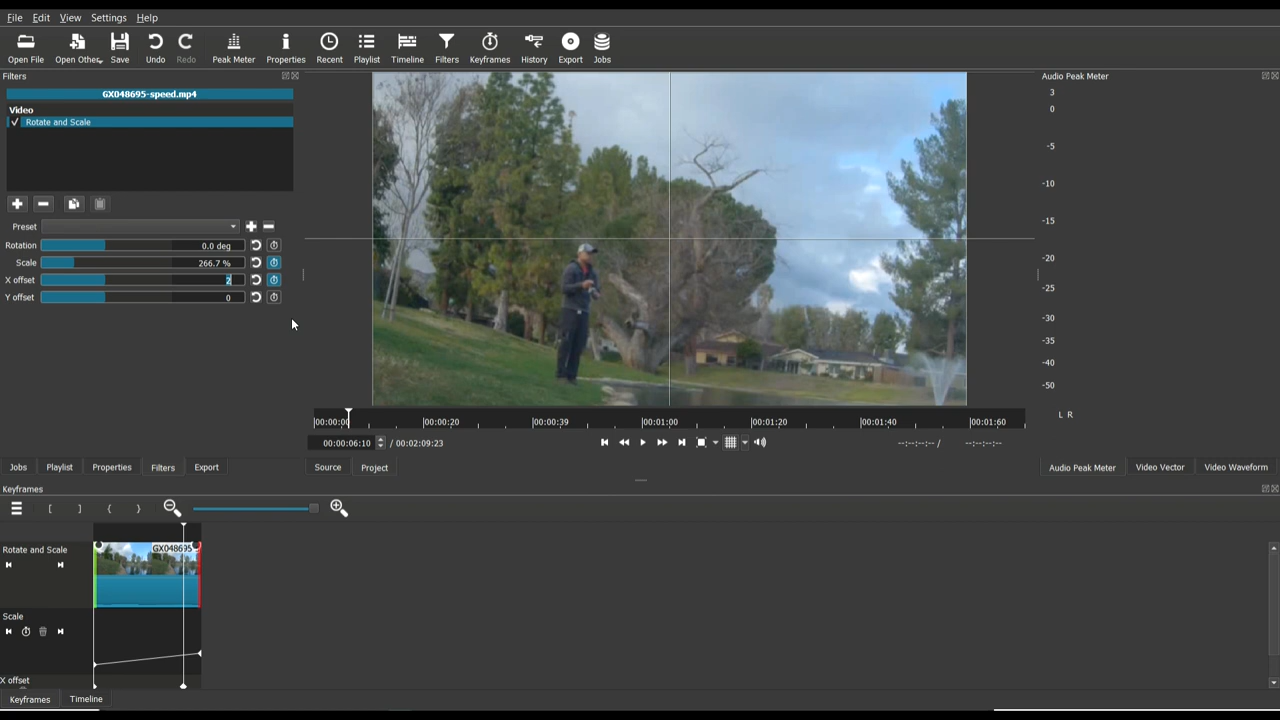 File Edit View Settings Help
Open File Open Other Save Undo Redo Peak Meter Properties Recent Playlist Timeline Filters Keyframes History Export Jobs
Filters
GX048695-speed.mp4
Video
Rotate and Scale
Preset
Rotation 0.0 deg
Scale 266.7 %
X offset 2
Y offset 0
Audio Peak Meter
3
0
-5
-10
-15
-20
-25
-30
-35
-40
-50
L R
00:00:00 00:00:20 00:00:39 00:01:00 00:01:20 00:01:40 00:01:60
00:00:06:10 / 00:02:09:23
--:--:--:-- / --:--:--:--
Jobs Playlist Properties Filters Export
Source Project
Audio Peak Meter Video Vector Video Waveform
Keyframes
[ ] { }
Rotate and Scale
GX048695
Scale
X offset
Keyframes Timeline